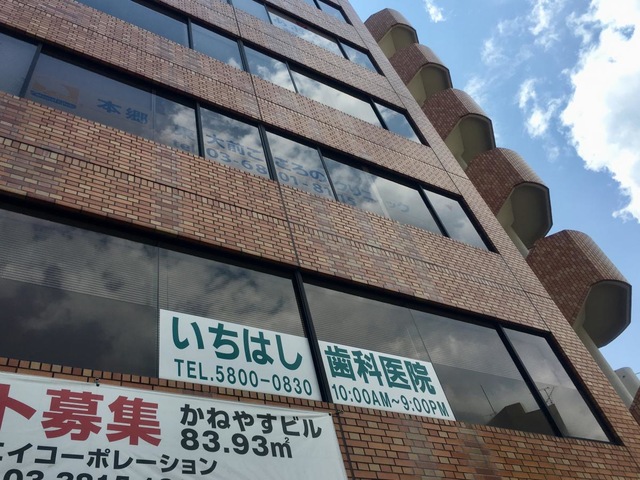 本郷
いちはし
TEL.5800-0830
歯科医院
10:00AM~9:00PM
ト募集
かねやすビル
83.93㎡
エイコーポレーション